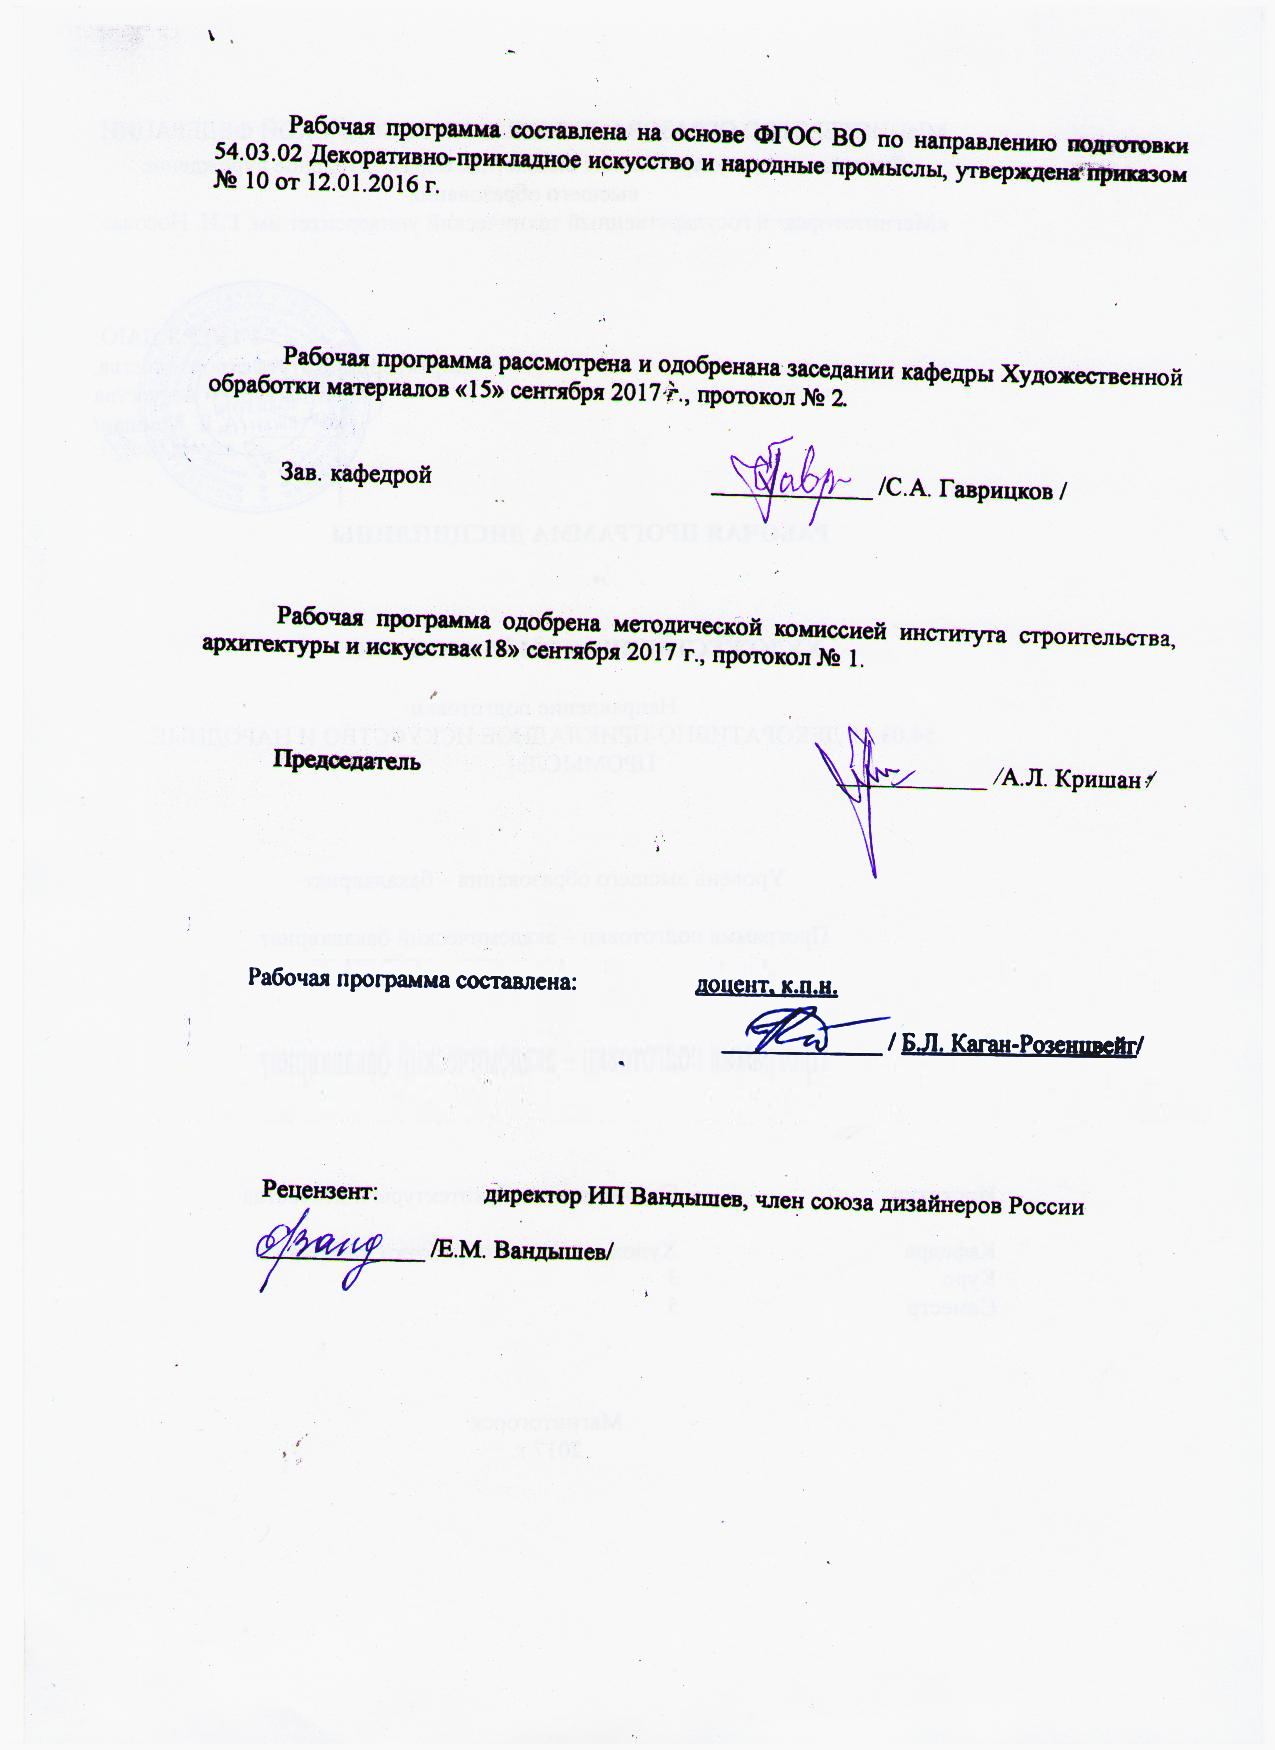 Рабочая программа составлена на основе ФГОС ВО по направлению подготовки
54.03.02 Декоративно-прикладное искусство и народные промыслы, утверждена приказом
№ 10 от 12.01.2016 г.
Рабочая программа рассмотрена и одобренана заседании кафедры Художественной
обработки материалов «15» сентября 2017 г., протокол № 2.
Зав. кафедрой ____________ /С.А. Гаврицков /
Рабочая программа одобрена методической комиссией института строительства,
архитектуры и искусства«18» сентября 2017 г., протокол № 1.
Председатель ____________ /А.Л. Кришан /
Рабочая программа составлена: доцент, к.п.н.
____________ / Б.Л. Каган-Розенцвейг/
Рецензент: директор ИП Вандышев, член союза дизайнеров России
____________ /Е.М. Вандышев/